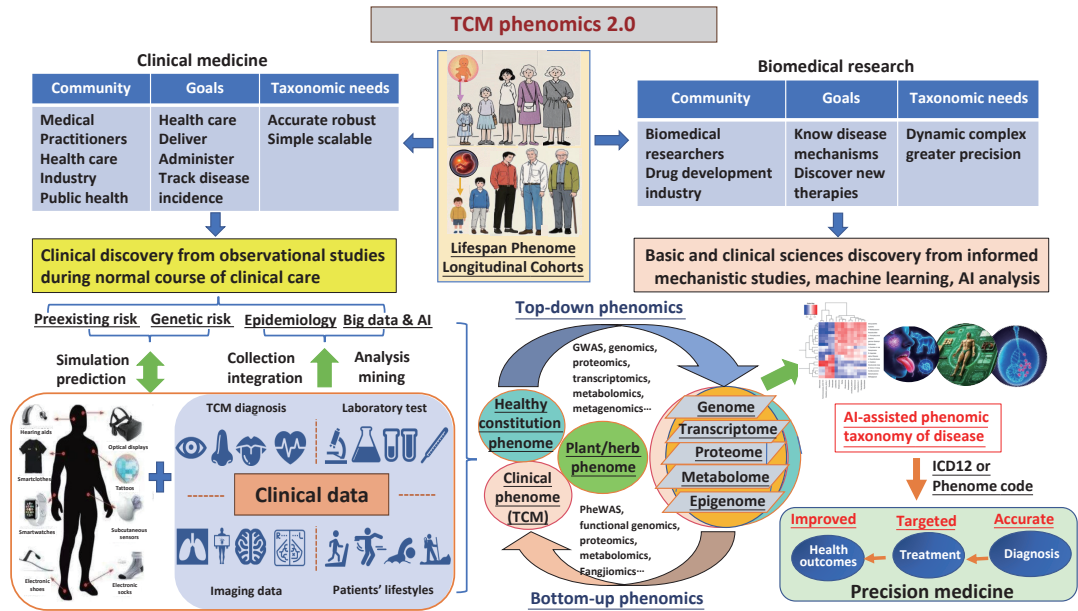 TCM phenomics 2.0
Clinical medicine
Community
Goals
Taxonomic needs
Medical
Practitioners
Health care
Industry
Public health
Health care
Deliver
Administer
Track disease
incidence
Accurate robust
Simple scalable
Lifespan Phenome
Longitudinal Cohorts
Biomedical research
Community
Goals
Taxonomic needs
Biomedical
researchers
Drug development
industry
Know disease
mechanisms
Discover new
therapies
Dynamic complex
greater precision
Clinical discovery from observational studies
during normal course of clinical care
Basic and clinical sciences discovery from informed
mechanistic studies, machine learning, AI analysis
Preexisting risk
Genetic risk
Epidemiology
Big data & AI
Simulation
prediction
Collection
integration
Analysis
mining
Hearing aids
Optical displays
Smartclothes
Tattoos
Smartwatches
Subcutaneous
sensors
Electronic
shoes
Electronic
socks
TCM diagnosis
Laboratory test
Clinical data
Imaging data
Patients’ lifestyles
Top-down phenomics
GWAS, genomics,
proteomics,
transcriptomics,
metabolomics,
metagenomics···
Healthy
constitution
phenome
Plant/herb
phenome
Clinical
phenome
(TCM)
Genome
Transcriptome
Proteome
Metabolome
Epigenome
PheWAS,
functional genomics,
proteomics,
metabolomics,
Fangjiomics···
Bottom-up phenomics
AI-assisted phenomic
taxonomy of disease
ICD12 or
Phenome code
Improved
Targeted
Accurate
Health
outcomes
Treatment
Diagnosis
Precision medicine